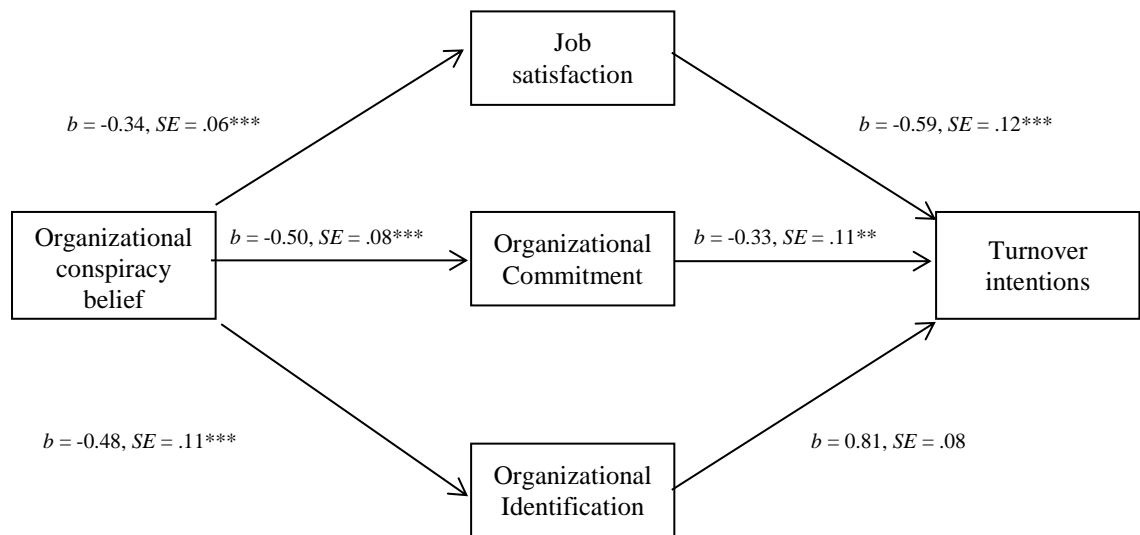 Job
satisfaction
b = -0.34, SE = .06***
b = -0.59, SE = .12***
Organizational
conspiracy
belief
b = -0.50, SE = .08***
Organizational
Commitment
b = -0.33, SE = .11**
Turnover
intentions
b = -0.48, SE = .11***
Organizational
Identification
b = 0.81, SE = .08